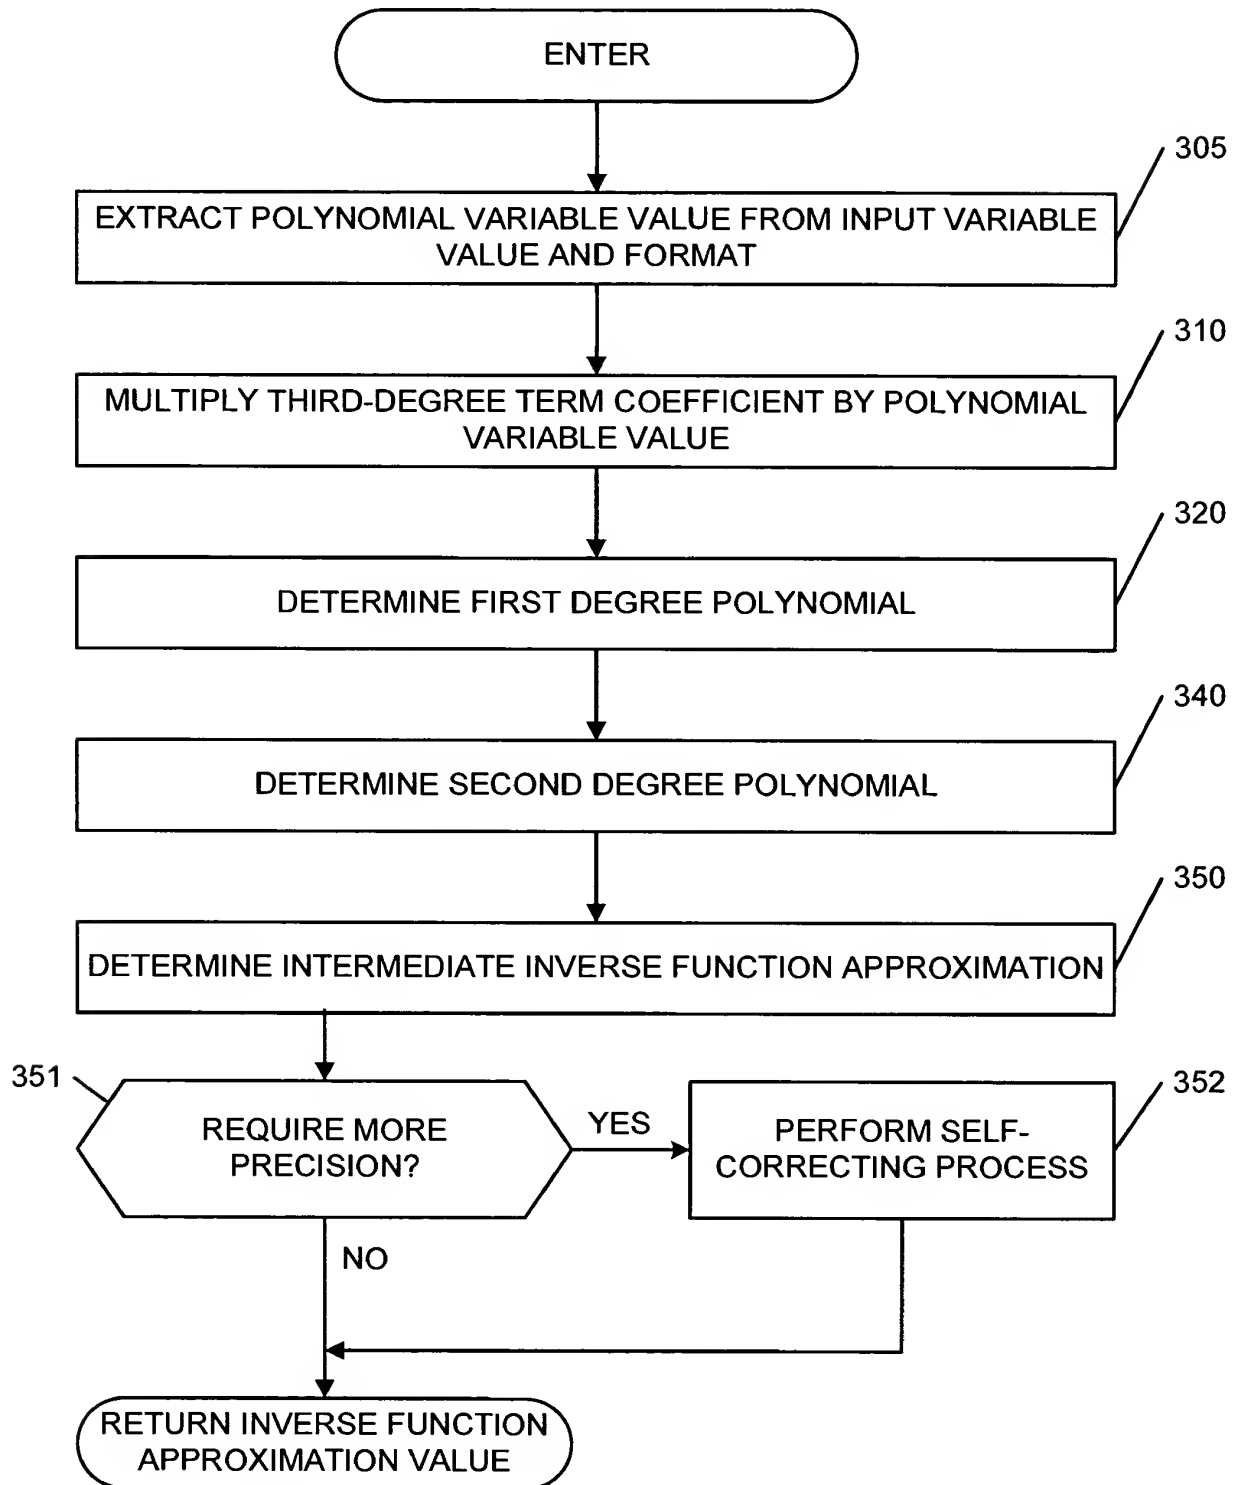 ENTER
305
EXTRACT POLYNOMIAL VARIABLE VALUE FROM INPUT VARIABLE
VALUE AND FORMAT
310
MULTIPLY THIRD-DEGREE TERM COEFFICIENT BY POLYNOMIAL
VARIABLE VALUE
320
DETERMINE FIRST DEGREE POLYNOMIAL
340
DETERMINE SECOND DEGREE POLYNOMIAL
350
DETERMINE INTERMEDIATE INVERSE FUNCTION APPROXIMATION
351
REQUIRE MORE
PRECISION?
YES
352
PERFORM SELF-
CORRECTING PROCESS
NO
RETURN INVERSE FUNCTION
APPROXIMATION VALUE